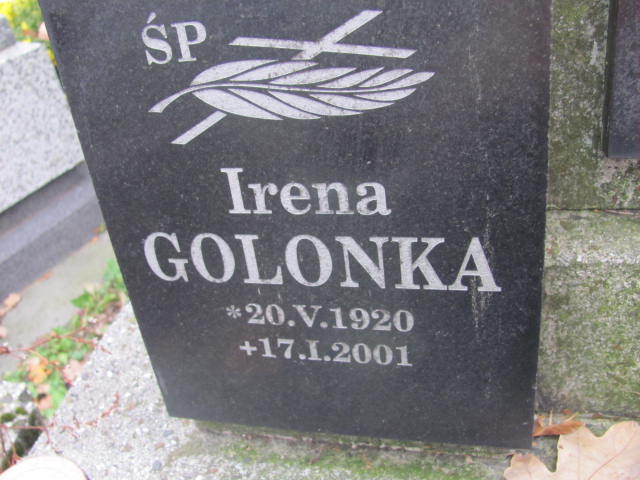 ŚP
Irena
GOLONKA
*20.V.1920
+17.I.2001